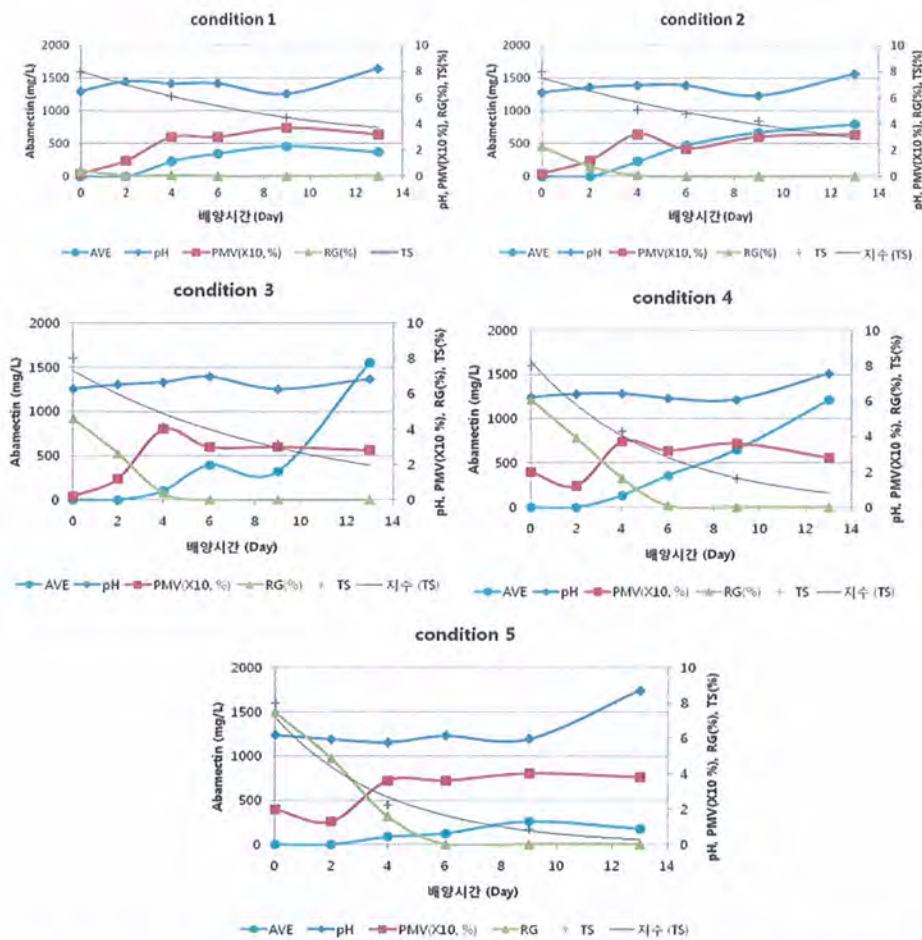 condition 1
Abamectin (mg/L)
2000
1500
1000
500
0
0 2 4 6 8 10 12 14
10
8
6
4
2
0
pH, PMV(X10 %), RG(%), TS(%)
배양시간 (Day)
AVE pH PMV(X10, %) RG(%) TS
condition 2
Abamectin (mg/L)
2000
1500
1000
500
0
0 2 4 6 8 10 12 14
10
8
6
4
2
0
pH, PMV(X10 %), RG(%), TS(%)
배양시간 (Day)
AVE pH PMV(X10, %) RG(%) TS 지수 (TS)
condition 3
Abamectin (mg/L)
2000
1500
1000
500
0
0 2 4 6 8 10 12 14
10
8
6
4
2
0
pH, PMV(X10 %), RG(%), TS(%)
배양시간 (Day)
AVE pH PMV(X10, %) RG(%) TS 지수 (TS)
condition 4
Abamectin (mg/L)
2000
1500
1000
500
0
0 2 4 6 8 10 12 14
10
8
6
4
2
0
pH, PMV(X10 %), RG(%), TS(%)
배양시간 (Day)
AVE pH PMV(X10, %) RG(%) TS 지수 (TS)
condition 5
Abamectin (mg/L)
2000
1500
1000
500
0
0 2 4 6 8 10 12 14
10
8
6
4
2
0
pH, PMV(X10 %), RG(%), TS(%)
배양시간 (Day)
AVE pH PMV(X10, %) RG TS 지수 (TS)